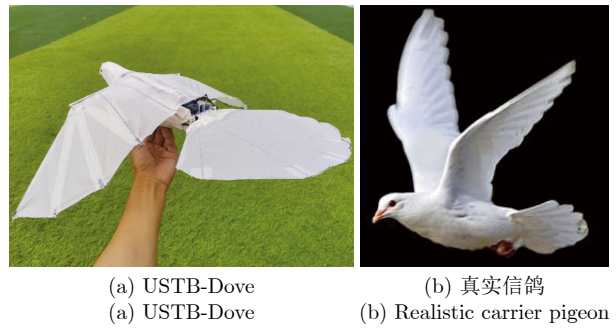 (a) USTB-Dove
(a) USTB-Dove
(b) 真实信鸽
(b) Realistic carrier pigeon